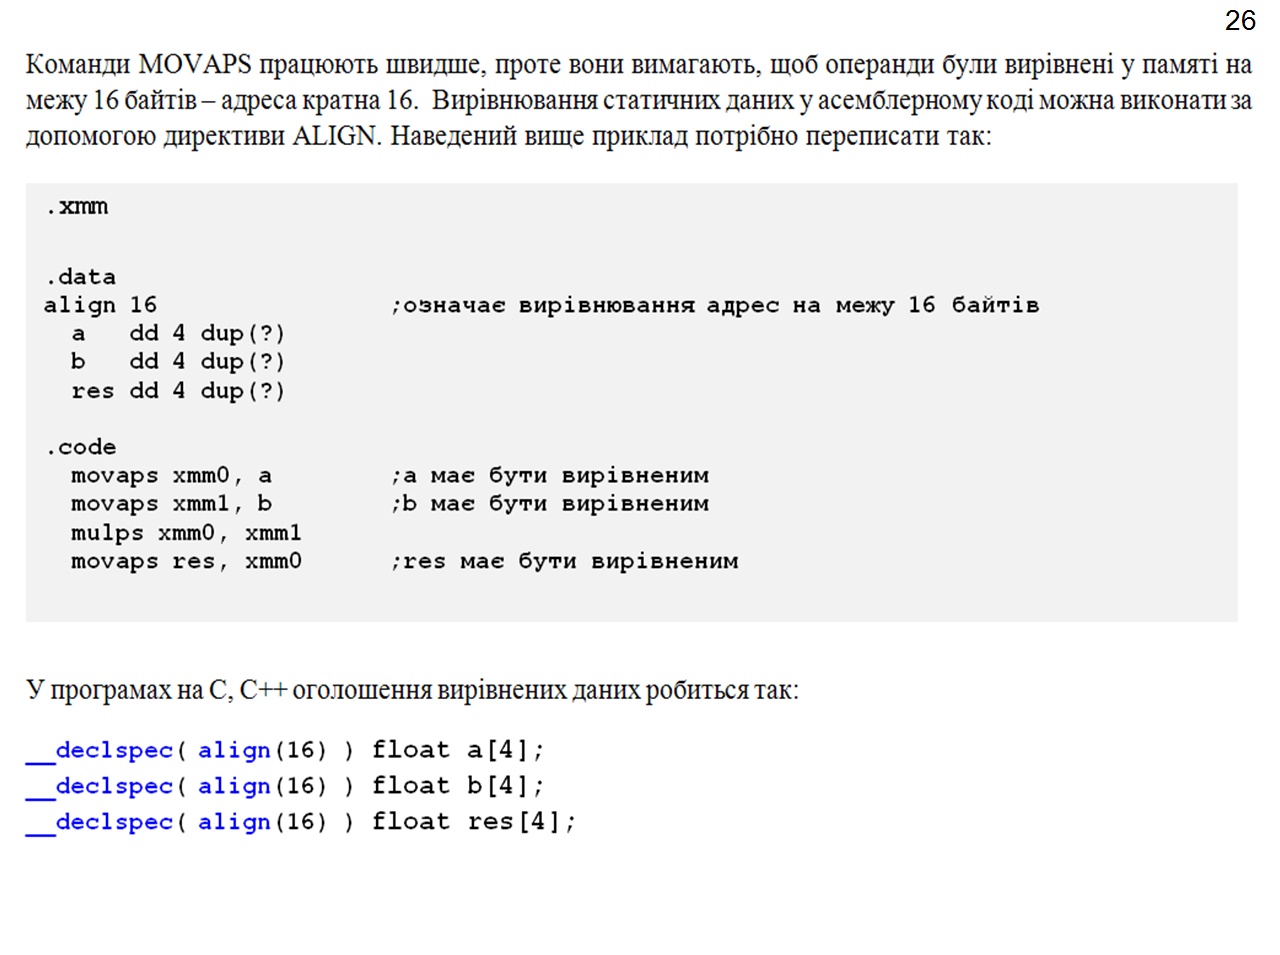 26
Команди MOVAPS працюють швидше, проте вони вимагають, щоб операнди були вирівнені у памяті на
межу 16 байтів – адреса кратна 16. Вирівнювання статичних даних у асемблерному коді можна виконати за
допомогою директиви ALIGN. Наведений вище приклад потрібно переписати так:
.xmm
.data
align 16 ;означає вирівнювання адрес на межу 16 байтів
a dd 4 dup(?)
b dd 4 dup(?)
res dd 4 dup(?)
.code
movaps xmm0, a ;a має бути вирівненим
movaps xmm1, b ;b має бути вирівненим
mulps xmm0, xmm1
movaps res, xmm0 ;res має бути вирівненим
У програмах на C, C++ оголошення вирівнених даних робиться так:
__declspec( align(16) ) float a[4];
__declspec( align(16) ) float b[4];
__declspec( align(16) ) float res[4];